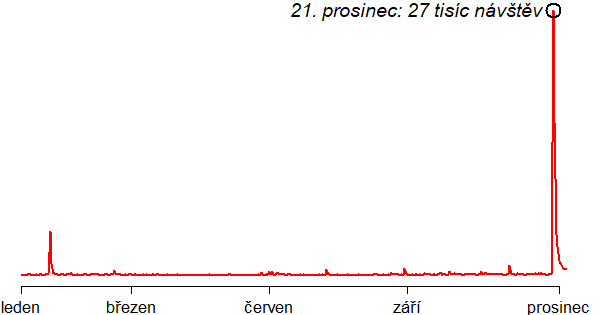 21. prosinec: 27 tisíc návštěv
leden březen červen září prosinec